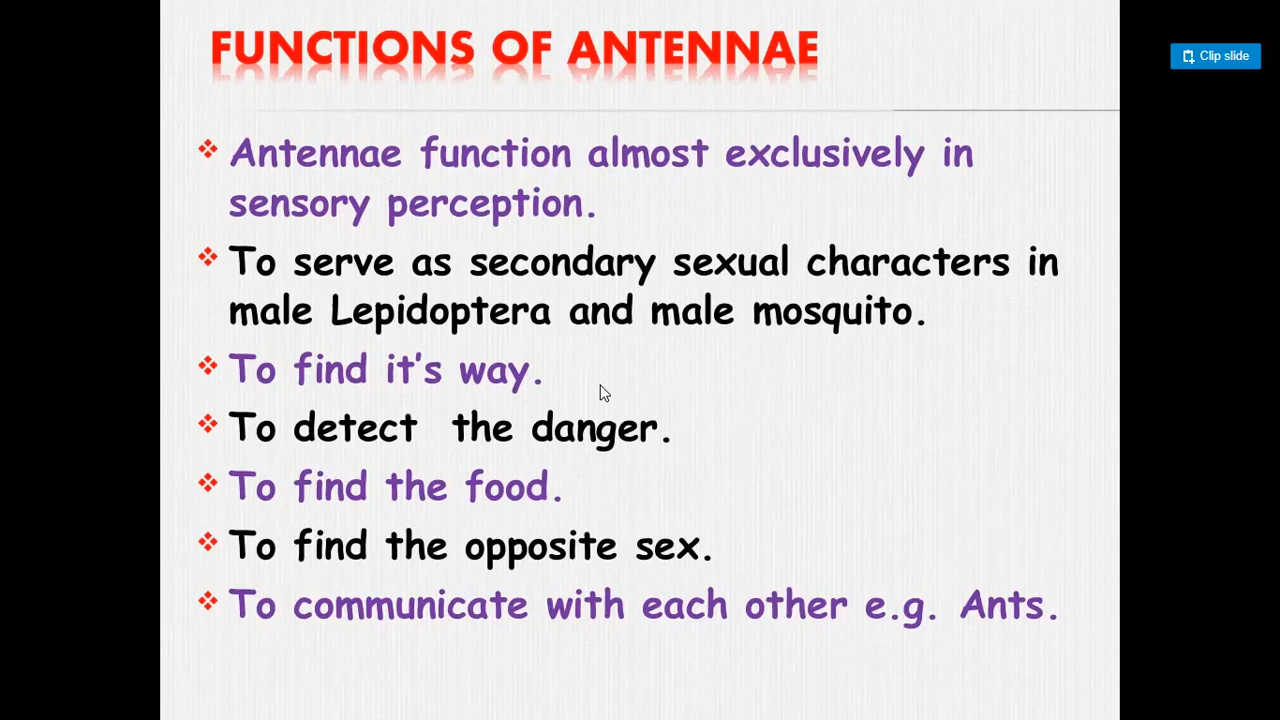 FUNCTIONS OF ANTENNAE
Clip slide
Antennae function almost exclusively in
sensory perception.
To serve as secondary sexual characters in
male Lepidoptera and male mosquito.
To find it's way.
To detect the danger.
To find the food.
To find the opposite sex.
To communicate with each other e.g. Ants.